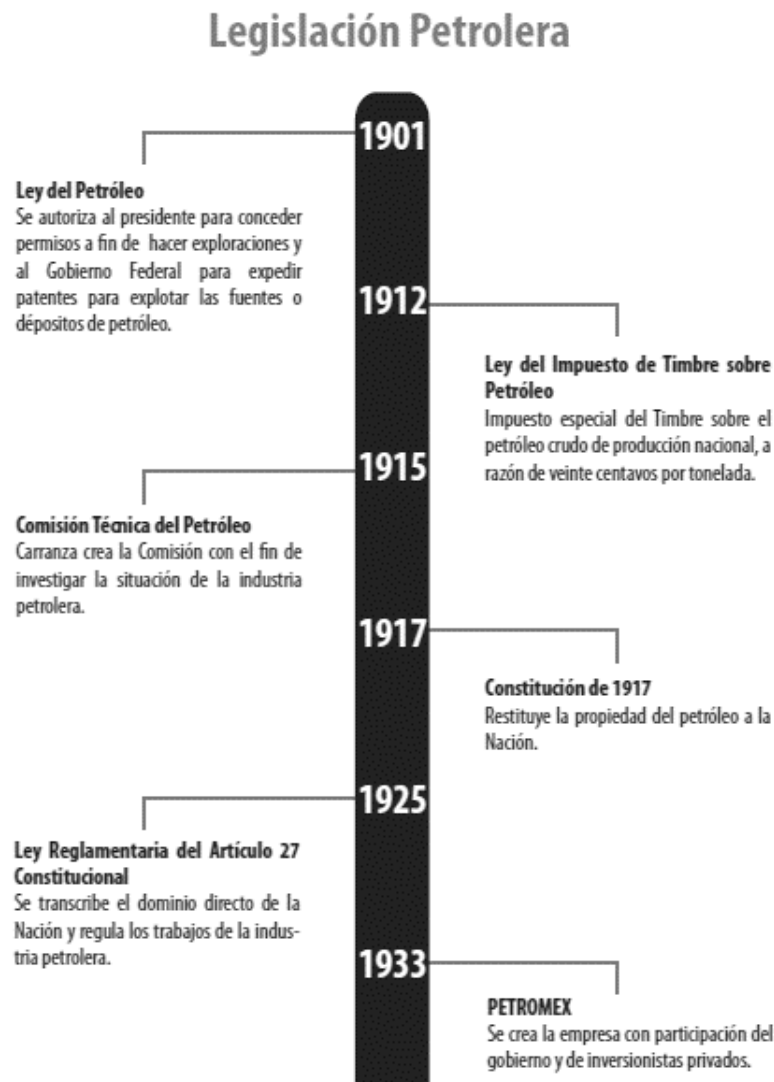 Legislación Petrolera
1901
Ley del Petróleo
Se autoriza al presidente para conceder
permisos a fin de hacer exploraciones y
al Gobierno Federal para expedir
patentes para explotar las fuentes o
dépositos de petróleo.
1912
Ley del Impuesto de Timbre sobre
Petróleo
Impuesto especial del Timbre sobre el
petróleo crudo de producción nacional, a
razón de veinte centavos por tonelada.
1915
Comisión Técnica del Petróleo
Carranza crea la Comisión con el fin de
investigar la situación de la industria
petrolera.
1917
Constitución de 1917
Restituye la propiedad del petróleo a la
Nación.
1925
Ley Reglamentaria del Artículo 27
Constitucional
Se transcribe el dominio directo de la
Nación y regula los trabajos de la indus-
tria petrolera.
1933
PETROMEX
Se crea la empresa con participación del
gobierno y de inversionistas privados.